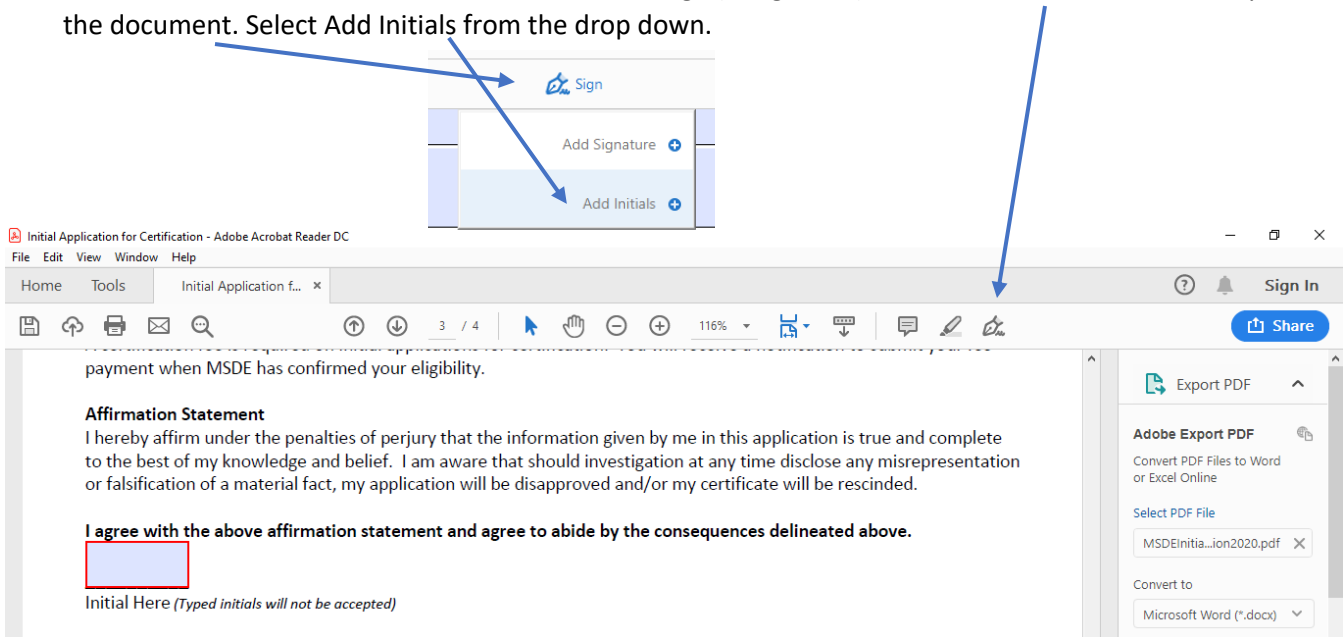 the document. Select Add Initials from the drop down.
Sign
Add Signature
Add Initials
Initial Application for Certification - Adobe Acrobat Reader DC
File Edit View Window Help
Home Tools Initial Application f... × Sign In
3 / 4 116% Share
payment when MSDE has confirmed your eligibility.
Affirmation Statement
I hereby affirm under the penalties of perjury that the information given by me in this application is true and complete
to the best of my knowledge and belief. I am aware that should investigation at any time disclose any misrepresentation
or falsification of a material fact, my application will be disapproved and/or my certificate will be rescinded.
I agree with the above affirmation statement and agree to abide by the consequences delineated above.
Initial Here (Typed initials will not be accepted)
Export PDF
Adobe Export PDF
Convert PDF Files to Word
or Excel Online
Select PDF File
MSDEInitia...ion2020.pdf
Convert to
Microsoft Word (*.docx)